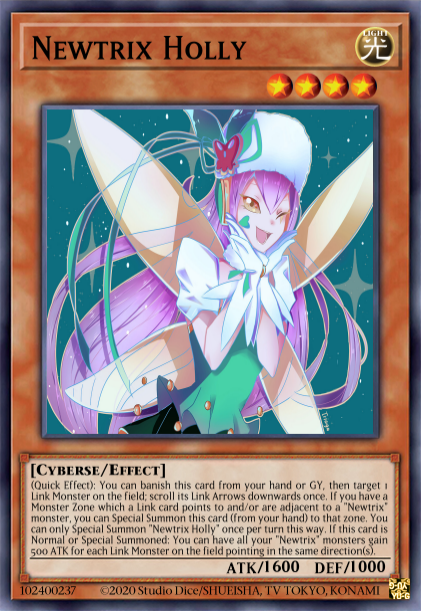 Newtrix Holly
LIGHT
光
[Cyberse/Effect]
(Quick Effect): You can banish this card from your hand or GY, then target 1
Link Monster on the field; scroll its Link Arrows downwards once. If you have a
Monster Zone which a Link card points to and/or are adjacent to a "Newtrix"
monster, you can Special Summon this card (from your hand) to that zone. You
can only Special Summon "Newtrix Holly" once per turn this way. If this card is
Normal or Special Summoned: You can have all your "Newtrix" monsters gain
500 ATK for each Link Monster on the field pointing in the same direction(s).
ATK/1600 DEF/1000
102400237 ©2020 Studio Dice/SHUEISHA, TV TOKYO, KONAMI